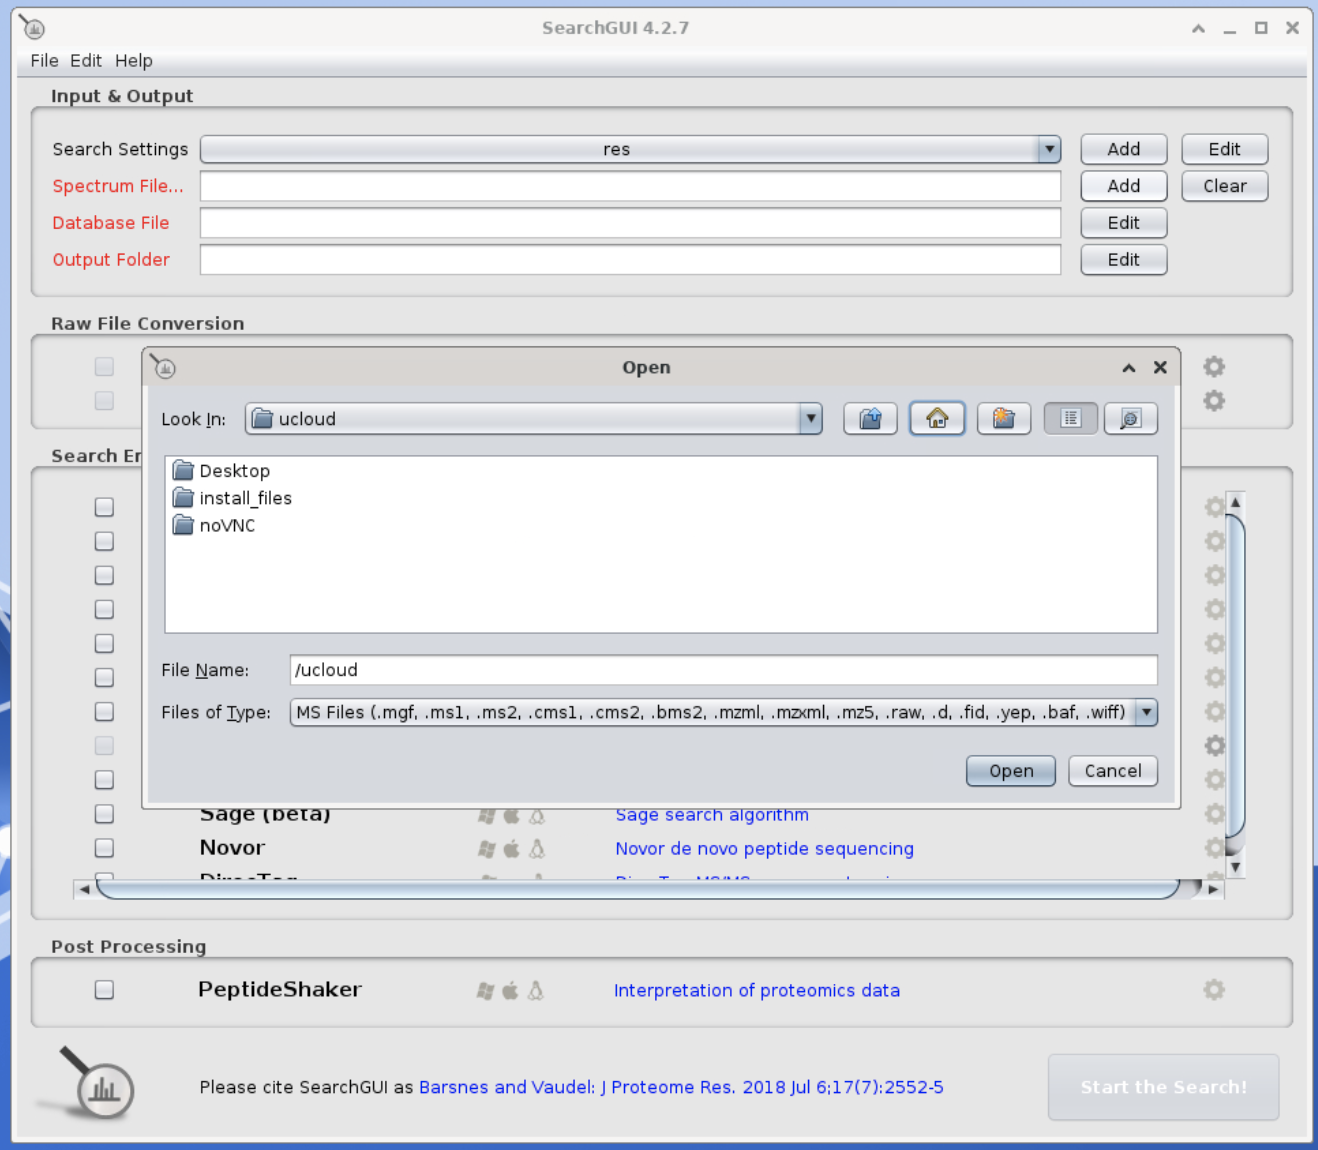 SearchGUI 4.2.7
File Edit Help
Input & Output
Search Settings res Add Edit
Spectrum File... Add Clear
Database File Edit
Output Folder Edit
Raw File Conversion
Open
Look In: ucloud
Search Er
Desktop
install_files
noVNC
File Name: /ucloud
Files of Type: MS Files (.mgf, .ms1, .ms2, .cms1, .cms2, .bms2, .mzml, .mzxml, .mz5, .raw, .d, .fid, .yep, .baf, .wiff)
Open Cancel
Sage (beta) Sage search algorithm
Novor Novor de novo peptide sequencing
Post Processing
PeptideShaker Interpretation of proteomics data
Please cite SearchGUI as Barsnes and Vaudel: J Proteome Res. 2018 Jul 6;17(7):2552-5
Start the Search!